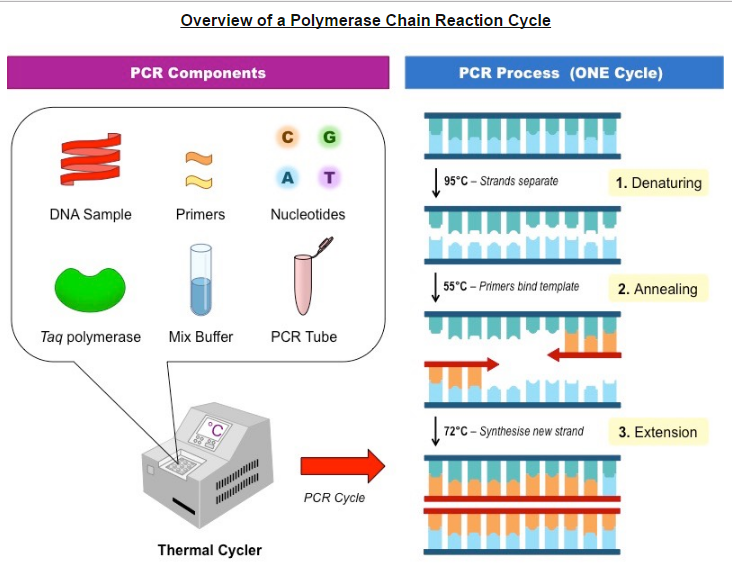 Overview of a Polymerase Chain Reaction Cycle
PCR Components
C
G
A
T
DNA Sample
Primers
Nucleotides
Taq polymerase
Mix Buffer
PCR Tube
°C
PCR Cycle
Thermal Cycler
PCR Process (ONE Cycle)
95°C – Strands separate
1. Denaturing
55°C – Primers bind template
2. Annealing
72°C – Synthesise new strand
3. Extension